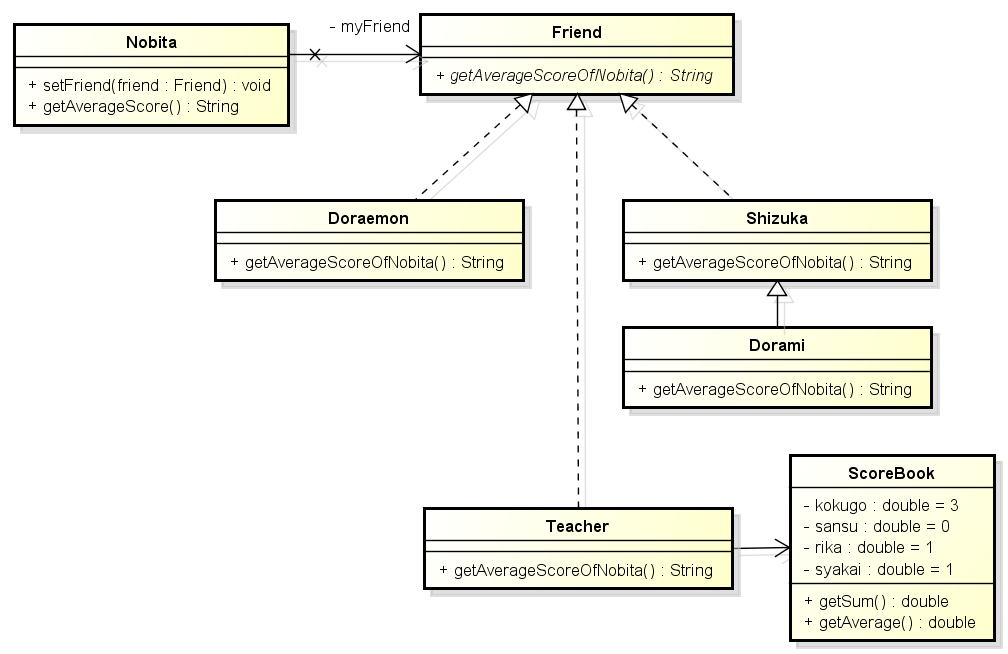 Nobita
+ setFriend(friend : Friend) : void
+ getAverageScore() : String
- myFriend
Friend
+ getAverageScoreOfNobita() : String
Doraemon
+ getAverageScoreOfNobita() : String
Shizuka
+ getAverageScoreOfNobita() : String
Dorami
+ getAverageScoreOfNobita() : String
Teacher
+ getAverageScoreOfNobita() : String
ScoreBook
- kokugo : double = 3
- sansu : double = 0
- rika : double = 1
- syakai : double = 1
+ getSum() : double
+ getAverage() : double